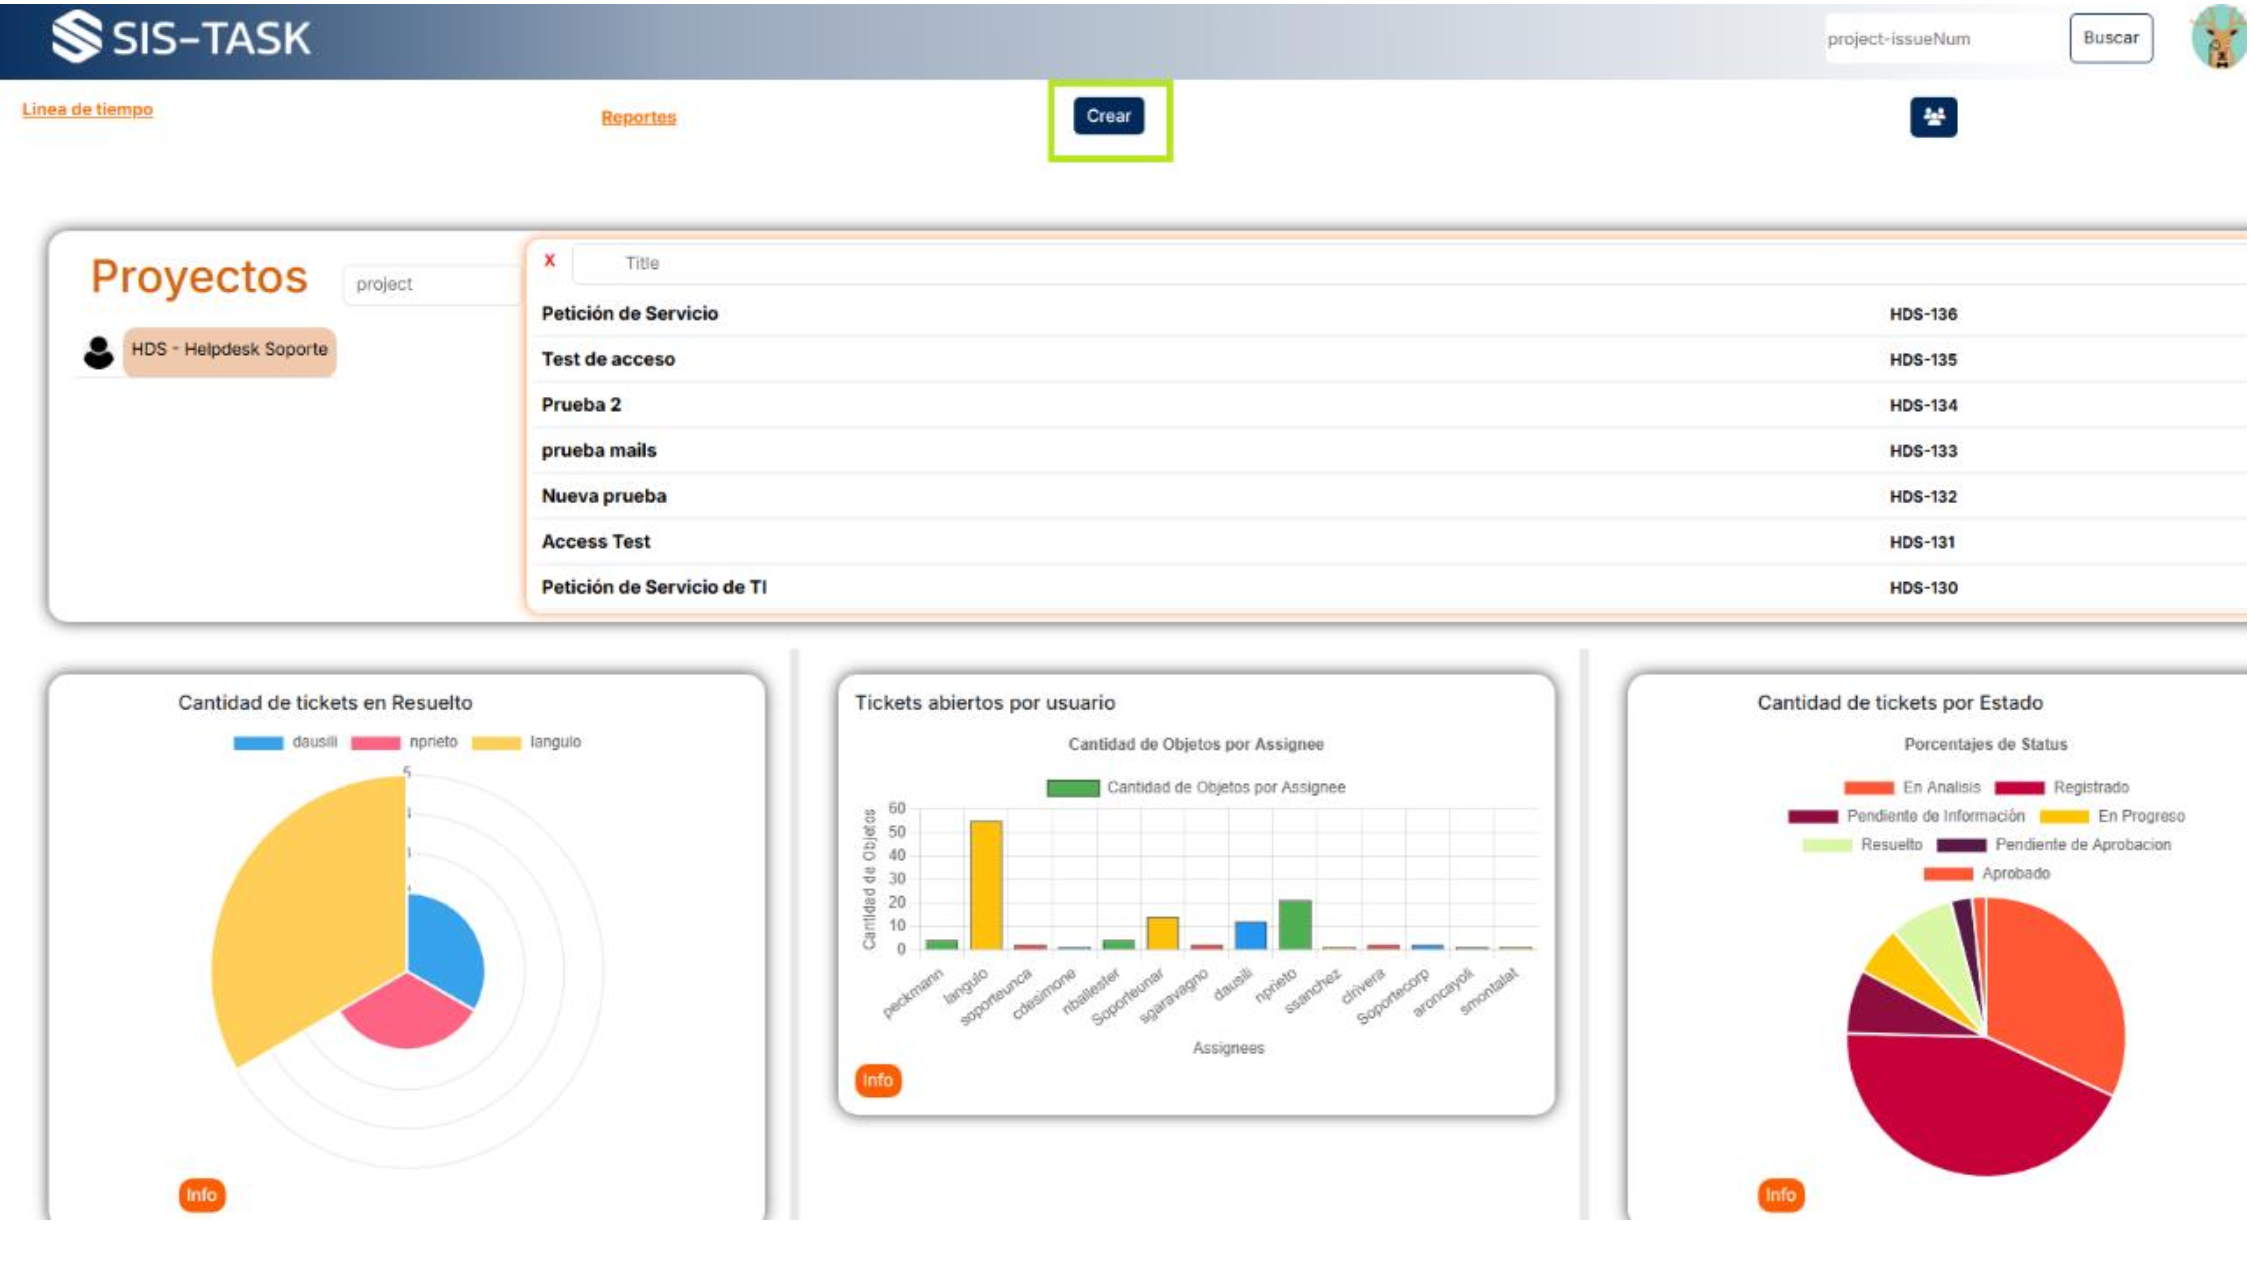 SIS-TASK
project-issueNum
Buscar
Linea de tiempo
Reportes
Crear
Proyectos
project
HDS - Helpdesk Soporte
X
Title
Petición de Servicio HDS-136
Test de acceso HDS-135
Prueba 2 HDS-134
prueba mails HDS-133
Nueva prueba HDS-132
Access Test HDS-131
Petición de Servicio de TI HDS-130
Cantidad de tickets en Resuelto
dausili nprieto langulo
5
Info
Tickets abiertos por usuario
Cantidad de Objetos por Assignee
Cantidad de Objetos por Assignee
Cantidad de Objetos
60
50
40
30
20
10
0
peckmann langulo soporteunca cdesimone nballester Soporteunar sgaravagno dausili nprieto ssanchez clrivera Soportecorp aroncayoli smontalat
Assignees
Info
Cantidad de tickets por Estado
Porcentajes de Status
En Analisis Registrado
Pendiente de Información En Progreso
Resuelto Pendiente de Aprobacion
Aprobado
Info